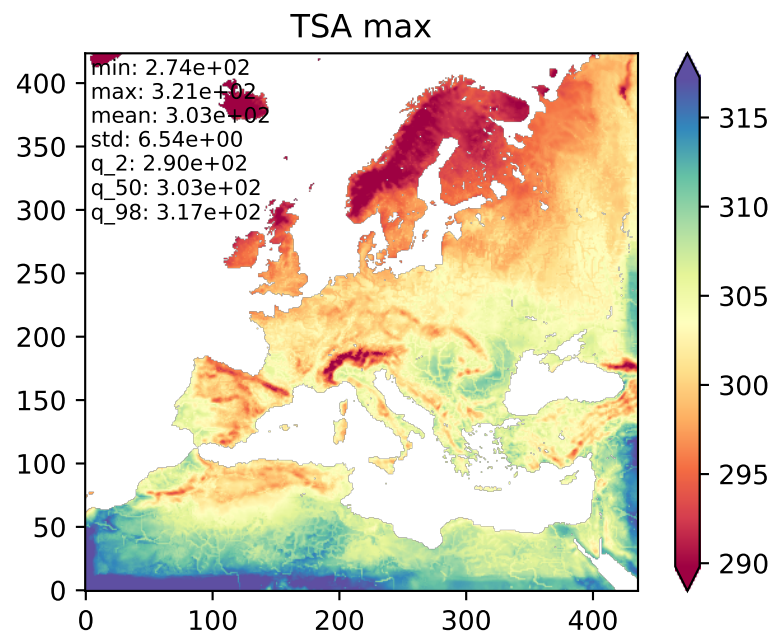 TSA max
min: 2.74e+02
max: 3.21e+02
mean: 3.03e+02
std: 6.54e+00
q_2: 2.90e+02
q_50: 3.03e+02
q_98: 3.17e+02
400
350
300
250
200
150
100
50
0
0 100 200 300 400
315
310
305
300
295
290